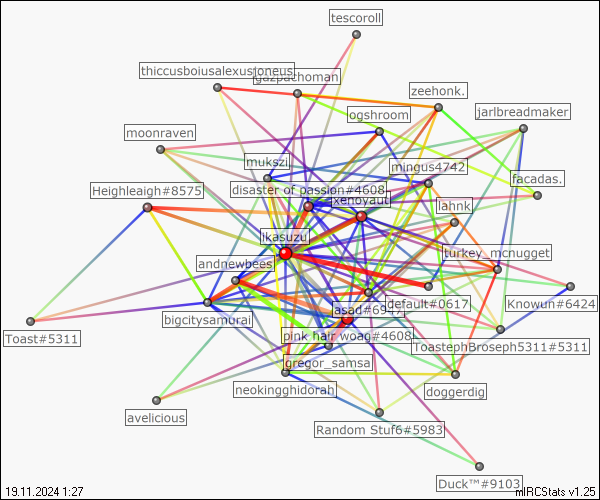 tescoroll
thiccusboiusalexusjoneus
gazpachoman
zeehonk.
ogshroom
jarlbreadmaker
moonraven
mukszi
mingus4742
facadas.
Heighleaigh#8575
disaster of passion#4608
xenoyaut
lahnk
ikasuzu
turkey_mcnugget
andnewbees
default#0617
Knowun#6424
asad#6947
bigcitysamurai
Toast#5311
pink hair woag#4608
ToastephBroseph5311#5311
gregor_samsa
neokingghidorah
doggerdig
avelicious
Random Stuf6#5983
Duck™#9103
19.11.2024 1:27
mIRCStats v1.25